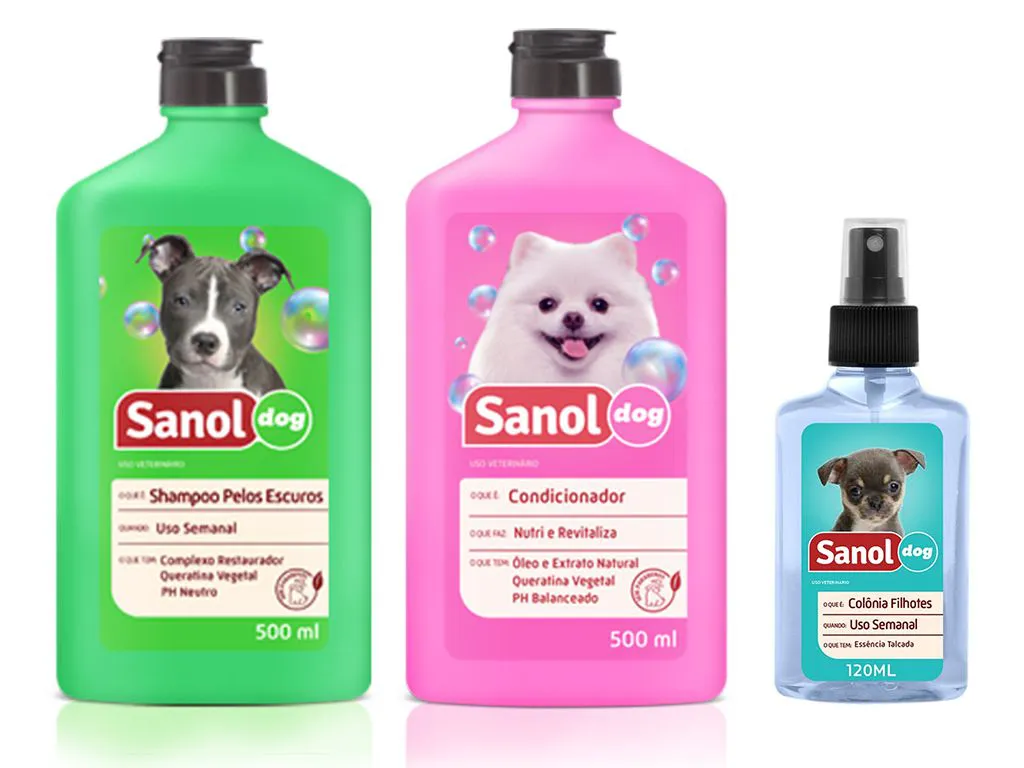 Sanol dog
USO VETERINÁRIO
O QUE É: Shampoo Pelos Escuros
QUANDO: Uso Semanal
O QUE TEM: Complexo Restaurador
Queratina Vegetal
PH Neutro
500 ml
Sanol dog
USO VETERINÁRIO
O QUE É: Condicionador
O QUE FAZ: Nutri e Revitaliza
O QUE TEM: Óleo e Extrato Natural
Queratina Vegetal
PH Balanceado
500 ml
Sanol dog
USO VETERINÁRIO
O QUE É: Colônia Filhotes
QUANDO: Uso Semanal
O QUE TEM: Essência Talcada
120ML